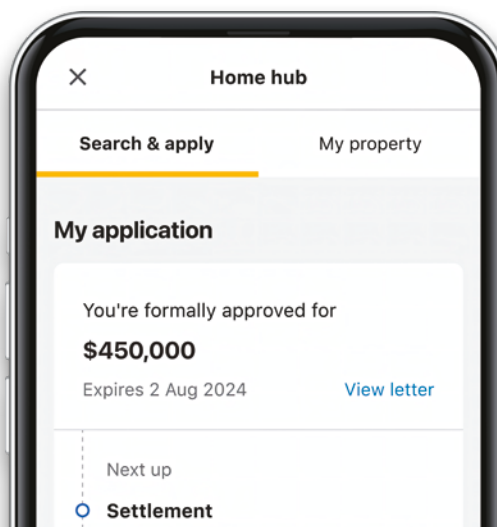 Home hub
Search & apply
My property
My application
You're formally approved for
$450,000
Expires 2 Aug 2024
View letter
Next up
Settlement